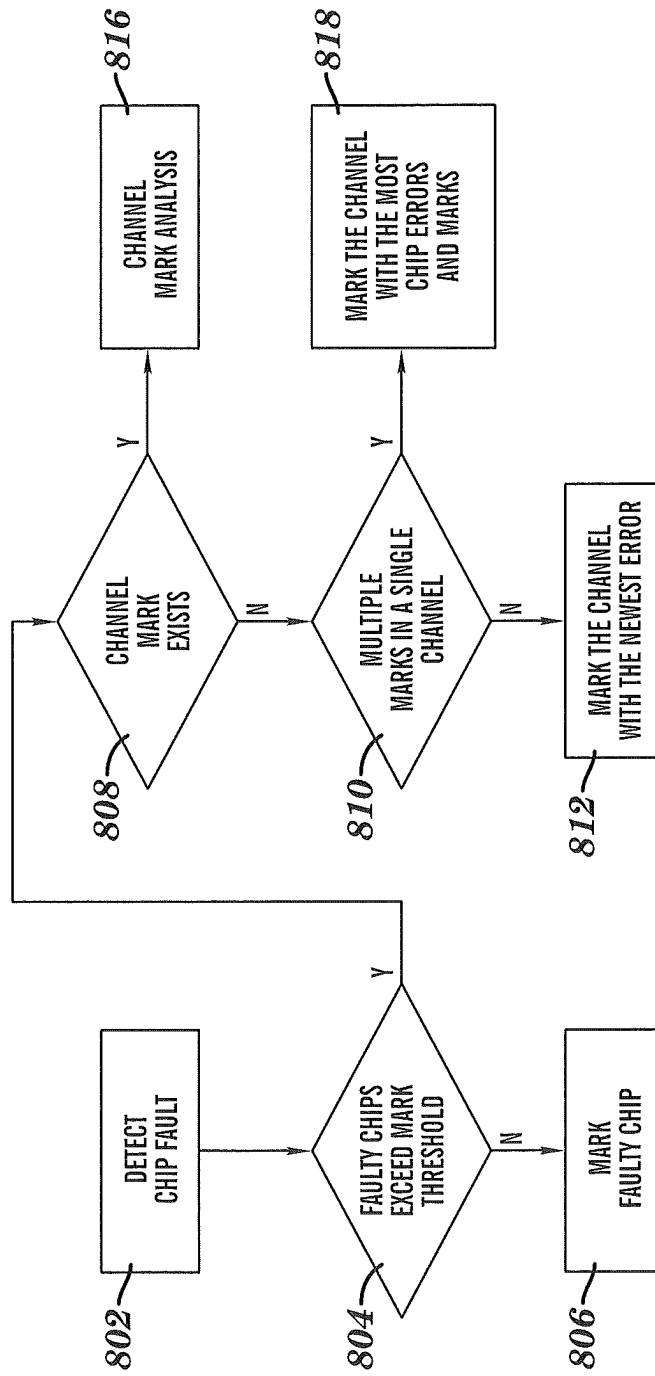 802
DETECT
CHIP FAULT
804
FAULTY CHIPS
EXCEED MARK
THRESHOLD
Y
N
806
MARK
FAULTY CHIP
808
CHANNEL
MARK
EXISTS
Y
N
816
CHANNEL
MARK ANALYSIS
810
MULTIPLE
MARKS IN A SINGLE
CHANNEL
Y
N
818
MARK THE CHANNEL
WITH THE MOST
CHIP ERRORS
AND MARKS
812
MARK THE CHANNEL
WITH THE NEWEST ERROR